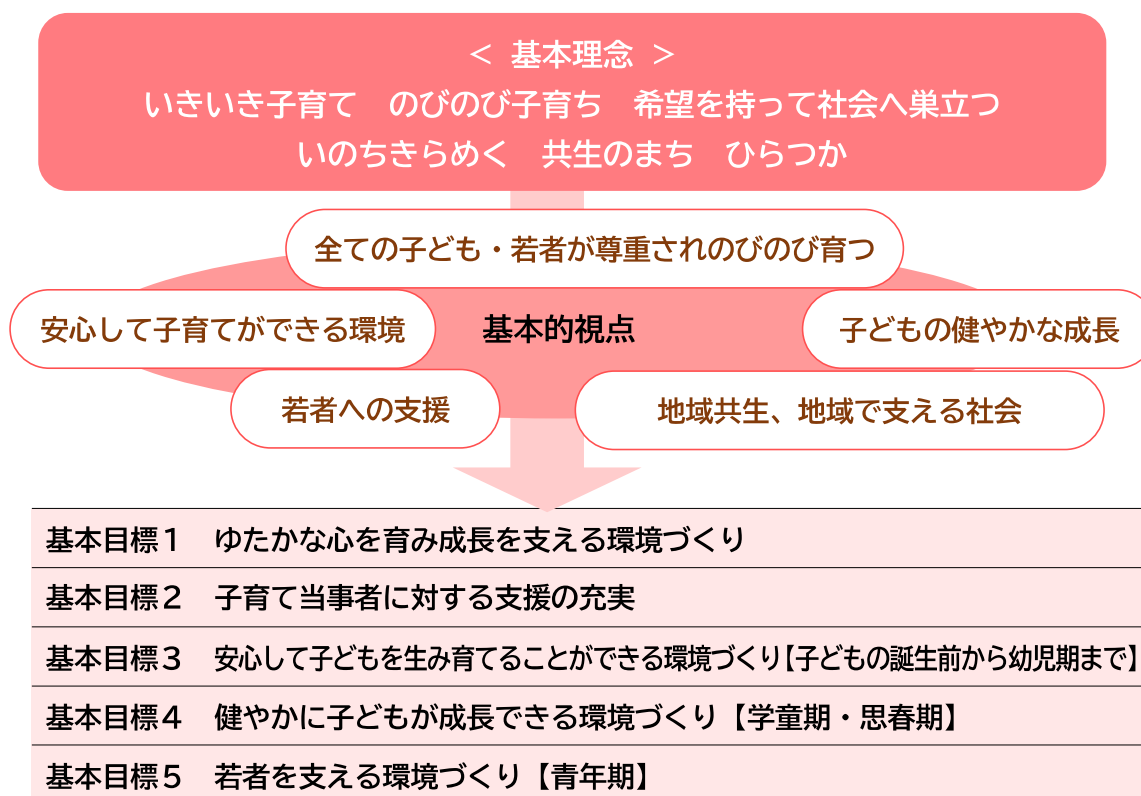 < 基本理念 >
いきいき子育て　のびのび子育ち　希望を持って社会へ巣立つ
いのちきらめく　共生のまち　ひらつか
全ての子ども・若者が尊重されのびのび育つ
安心して子育てができる環境
基本的視点
子どもの健やかな成長
若者への支援
地域共生、地域で支える社会
基本目標１　ゆたかな心を育み成長を支える環境づくり
基本目標２　子育て当事者に対する支援の充実
基本目標３　安心して子どもを生み育てることができる環境づくり【子どもの誕生前から幼児期まで】
基本目標４　健やかに子どもが成長できる環境づくり【学童期・思春期】
基本目標５　若者を支える環境づくり【青年期】